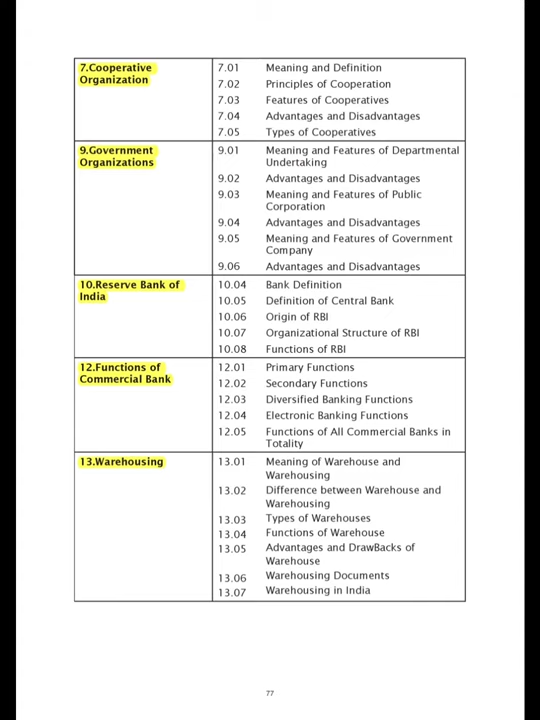 7.Cooperative
Organization
7.01 Meaning and Definition
7.02 Principles of Cooperation
7.03 Features of Cooperatives
7.04 Advantages and Disadvantages
7.05 Types of Cooperatives
9.Government
Organizations
9.01 Meaning and Features of Departmental
Undertaking
9.02 Advantages and Disadvantages
9.03 Meaning and Features of Public
Corporation
9.04 Advantages and Disadvantages
9.05 Meaning and Features of Government
Company
9.06 Advantages and Disadvantages
10.Reserve Bank of
India
10.04 Bank Definition
10.05 Definition of Central Bank
10.06 Origin of RBI
10.07 Organizational Structure of RBI
10.08 Functions of RBI
12.Functions of
Commercial Bank
12.01 Primary Functions
12.02 Secondary Functions
12.03 Diversified Banking Functions
12.04 Electronic Banking Functions
12.05 Functions of All Commercial Banks in
Totality
13.Warehousing
13.01 Meaning of Warehouse and
Warehousing
13.02 Difference between Warehouse and
Warehousing
13.03 Types of Warehouses
13.04 Functions of Warehouse
13.05 Advantages and DrawBacks of
Warehouse
13.06 Warehousing Documents
13.07 Warehousing in India
77